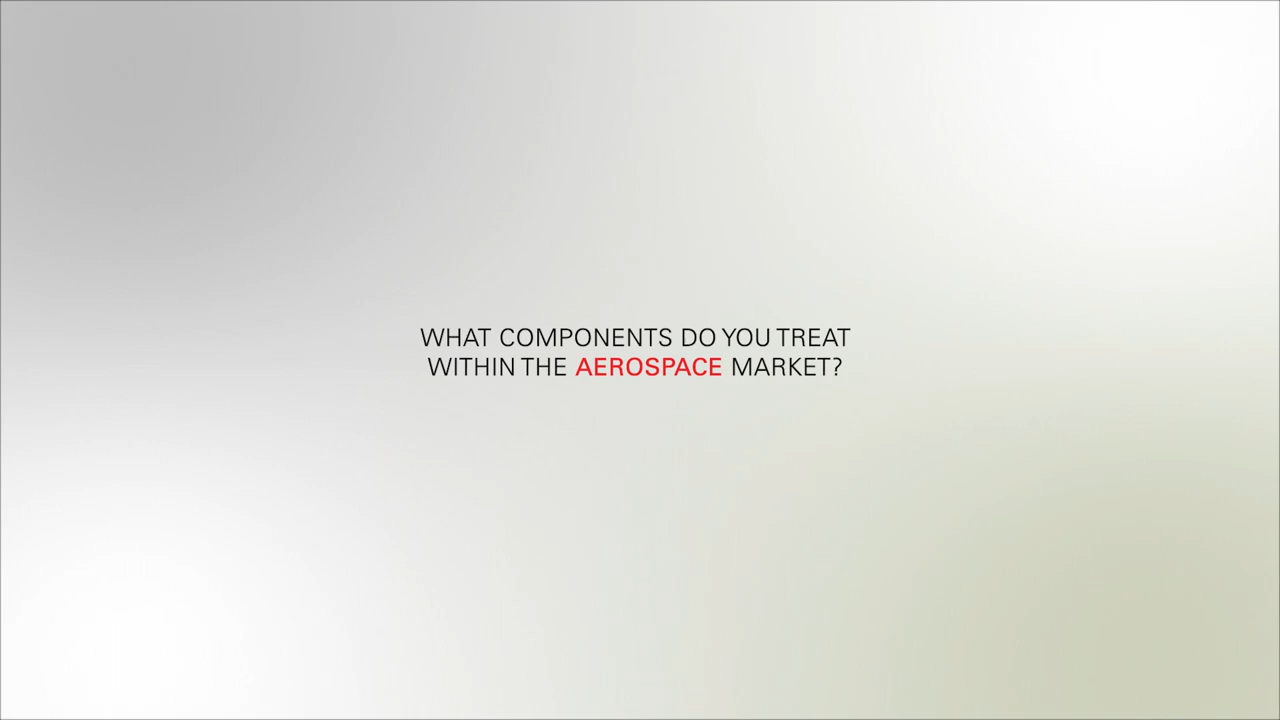 WHAT COMPONENTS DO YOU TREAT
WITHIN THE AEROSPACE MARKET?